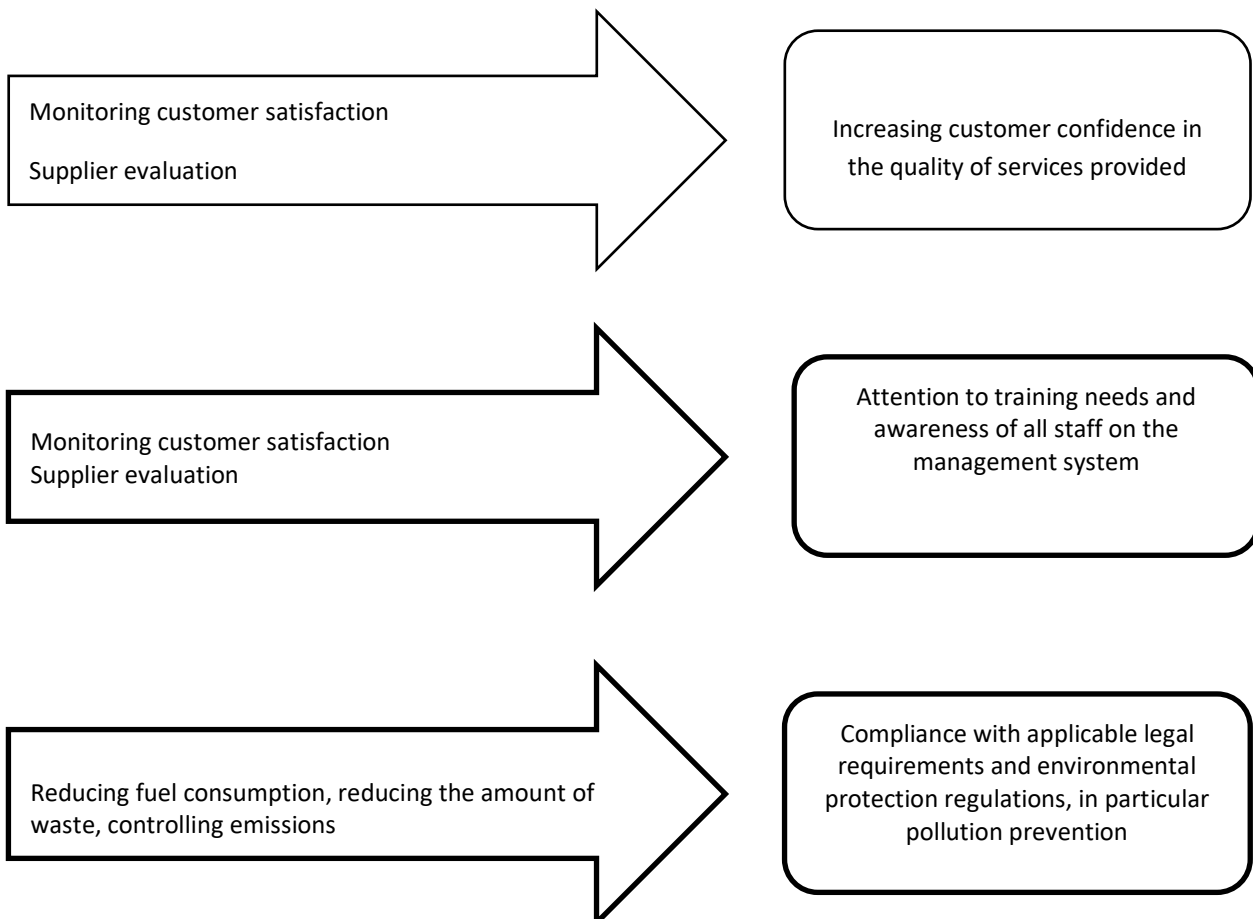 Monitoring customer satisfaction
Supplier evaluation
Increasing customer confidence in
the quality of services provided
Monitoring customer satisfaction
Supplier evaluation
Attention to training needs and
awareness of all staff on the
management system
Reducing fuel consumption, reducing the amount of
waste, controlling emissions
Compliance with applicable legal
requirements and environmental
protection regulations, in particular
pollution prevention